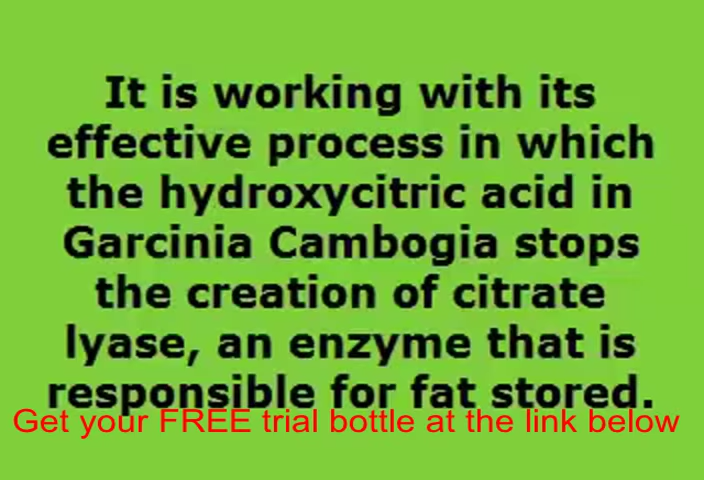 It is working with its
effective process in which
the hydroxycitric acid in
Garcinia Cambogia stops
the creation of citrate
lyase, an enzyme that is
responsible for fat stored.
Get your FREE trial bottle at the link below